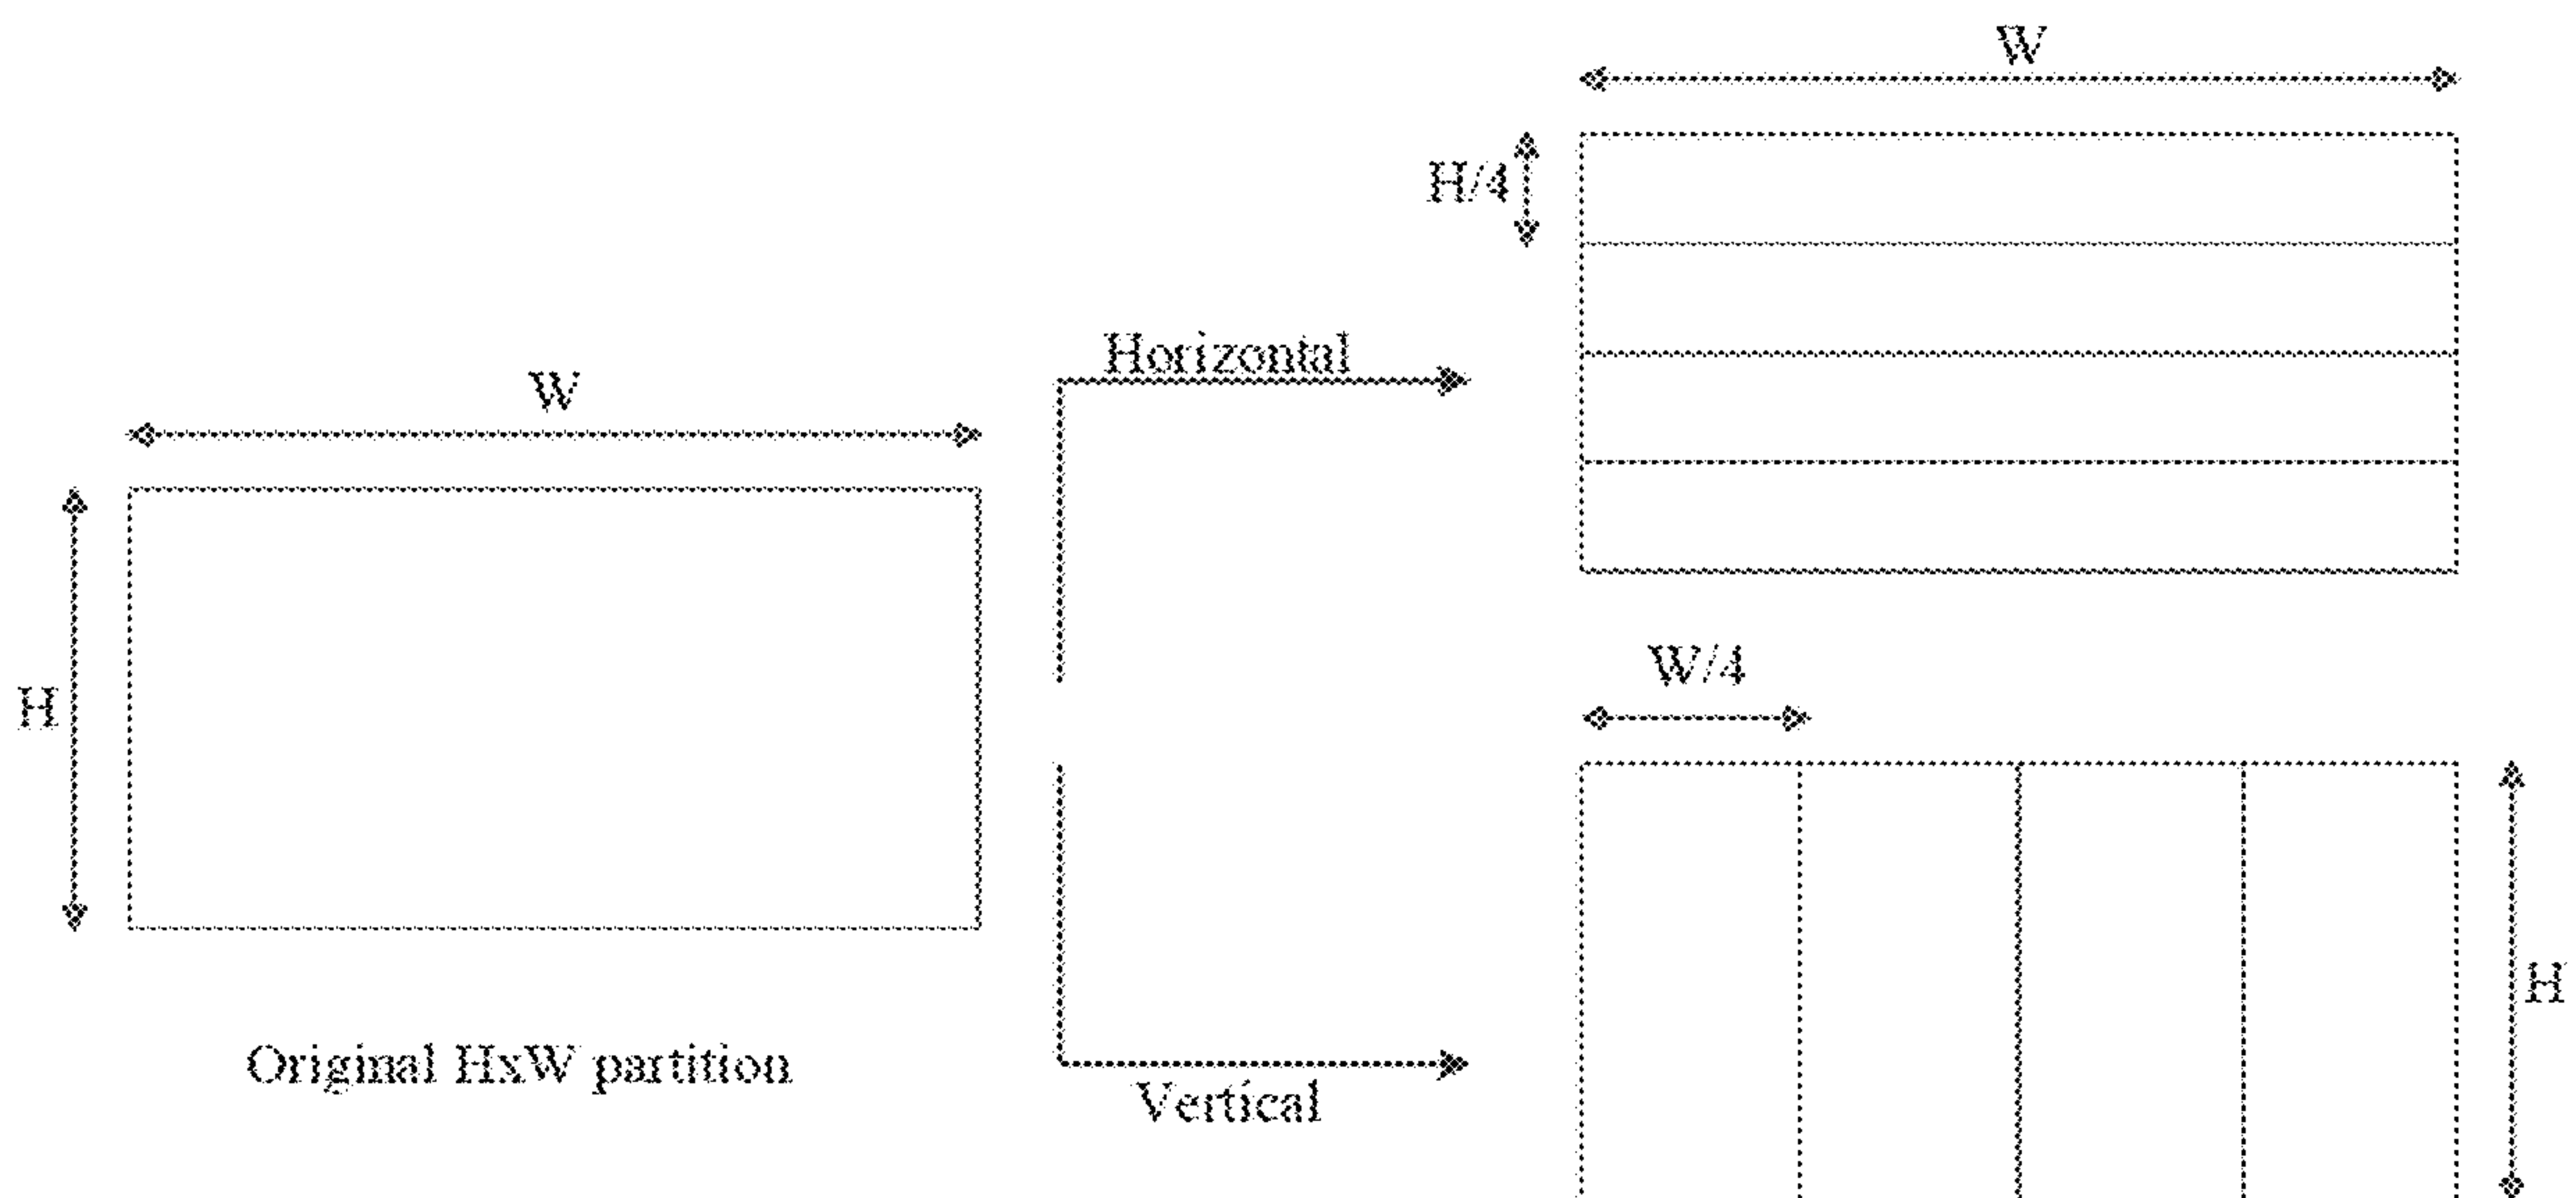 W
H/4
Horizontal
W
H
W/4
H
Original HxW partition
Vertical